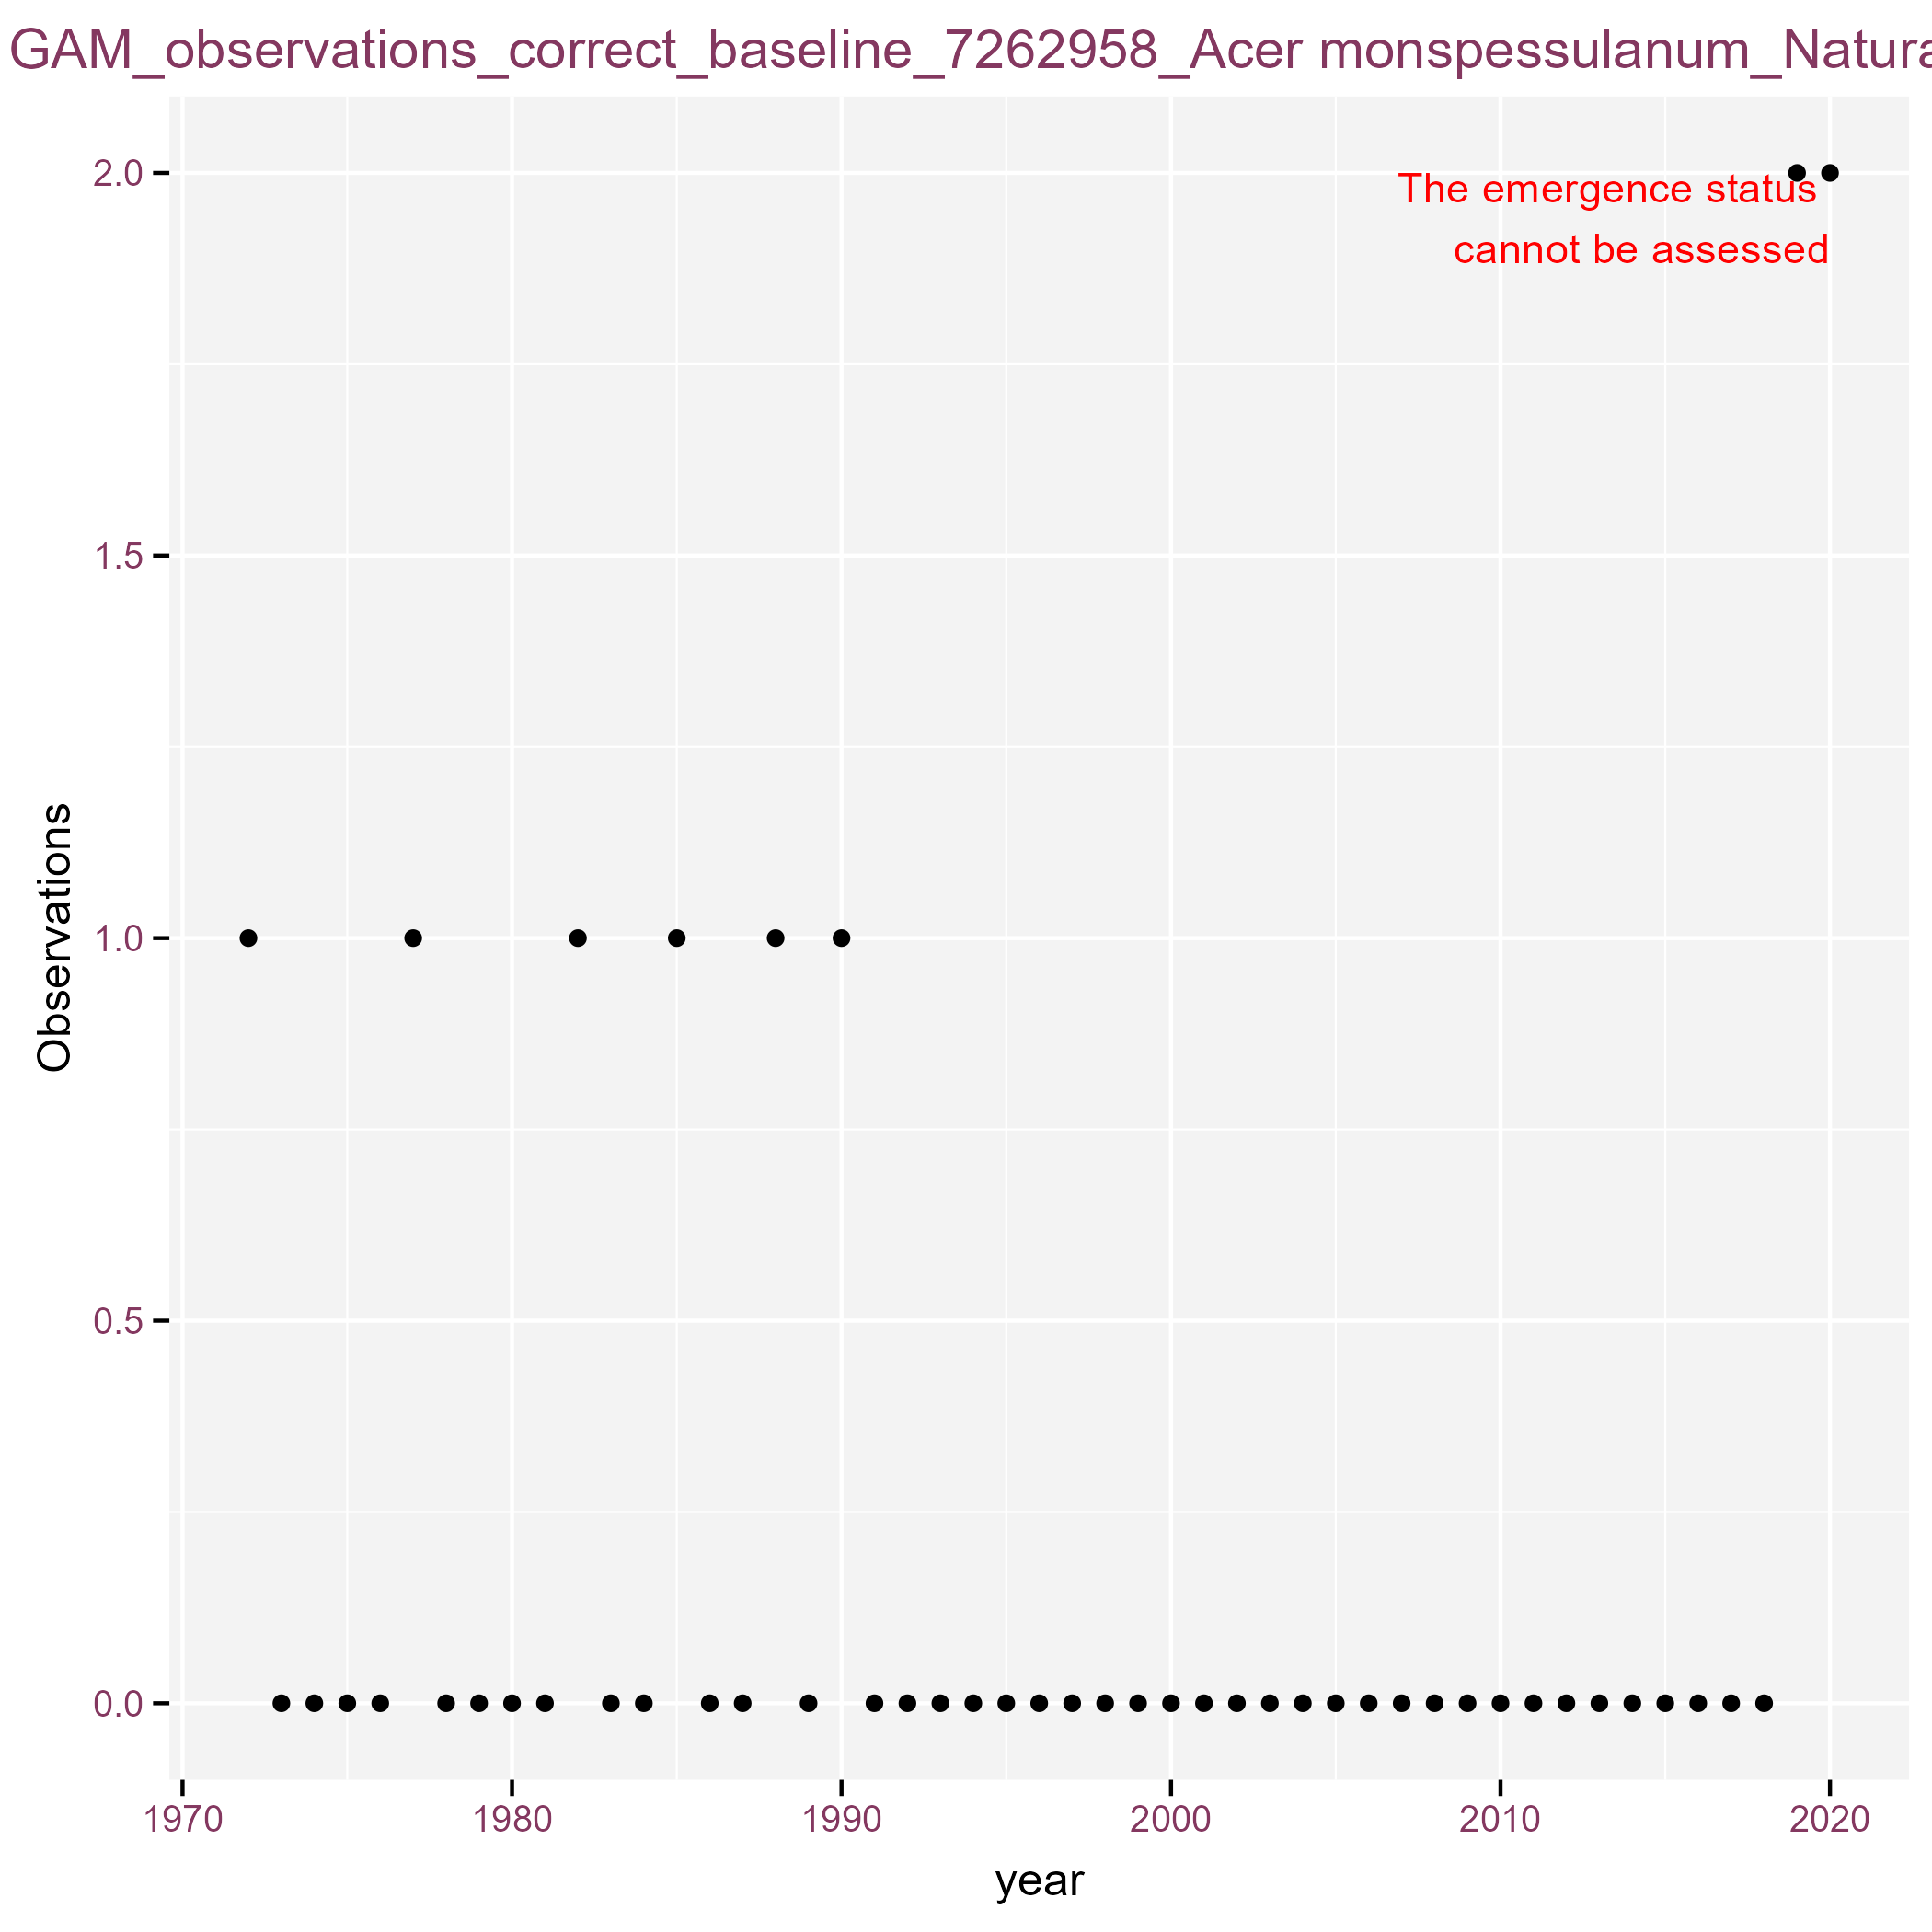 GAM_observations_correct_baseline_7262958_Acer monspessulanum_Natura
2.0
The emergence status
cannot be assessed
1.5
1.0
0.5
0.0
Observations
1970 1980 1990 2000 2010 2020
year